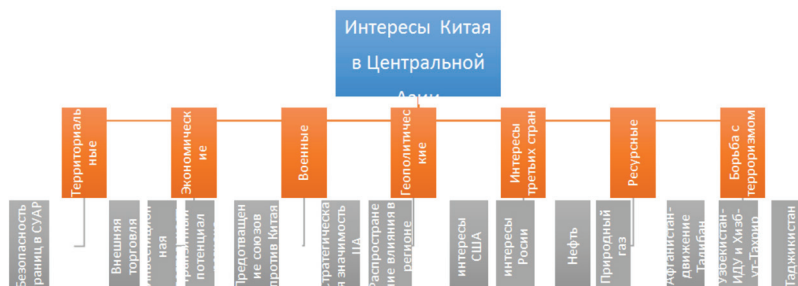 Интересы Китая
в Центральной
Азии
Территориаль
ные
Экономическ
ие
Военные
Геополитичес
кие
Интересы
третьих стран
Ресурсные
Борьба с
терроризмом
Безопасность
границ в СУАР
Внешняя
торговля
ная
потенциал
Предотвращен
ие союзов
против Китая
Стратегическа
я значимость
ЦА
Распростране
ние влияния в
регионе
интересы
США
интересы
Росии
Нефть
Природный
газ
Афганистан-
движение
Талибан
Узбекистан-
ИДУ и Хизб-
ут-Тахрир
Таджикистан